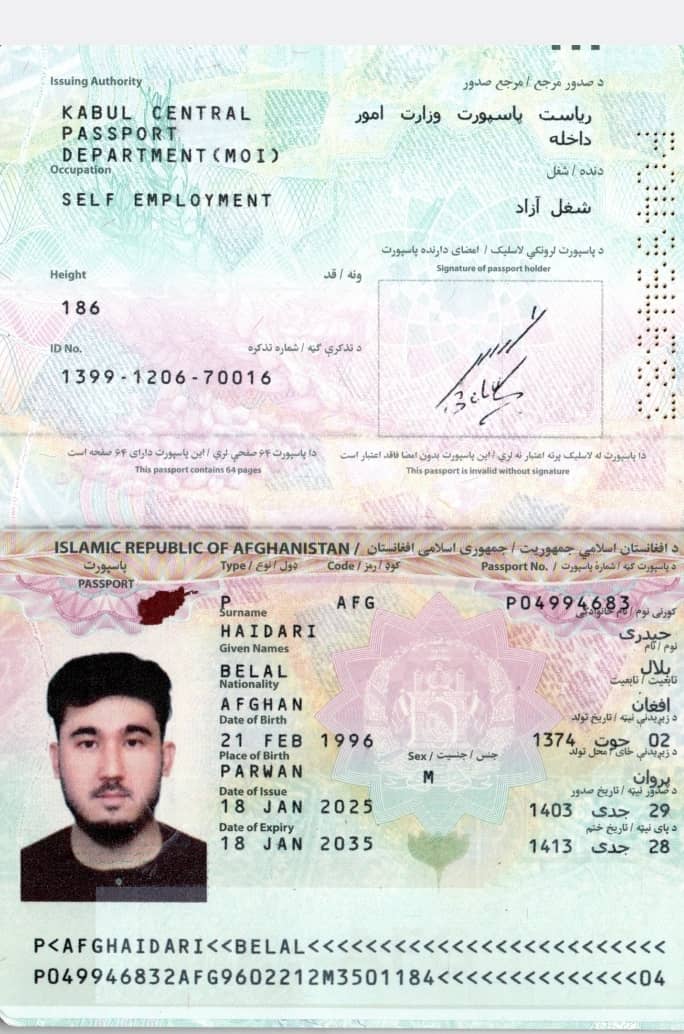 Issuing Authority د صدور مرجع / مرجع صدور
KABUL CENTRAL PASSPORT DEPARTMENT(MOI)
ریاست پاسپورت وزارت امور داخله
Occupation دنده / شغل
SELF EMPLOYMENT شغل آزاد
د پاسپورت لرونکي لاسلیک / امضای دارنده پاسپورت
Signature of passport holder
Height ونه / قد
186
ID No. د تذکرې ګڼه / شماره تذکره
1399-1206-70016
دا پاسپورت ۶۴ صفحې لري / این پاسپورت دارای ۶۴ صفحه است
This passport contains 64 pages
دا پاسپورت له لاسلیک پرته اعتبار نه لري / این پاسپورت بدون امضا فاقد اعتبار است
This passport is invalid without signature
ISLAMIC REPUBLIC OF AFGHANISTAN / د افغانستان اسلامي جمهوریت / جمهوری اسلامی افغانستان
پاسپورت
PASSPORT
Type / ډول / نوع Code / کوډ / رمز Passport No. / د پاسپورت ګڼه / شمارهٔ پاسپورت
P AFG P04994683
Surname کورنی نوم / نام خانوادگی
HAIDARI حیدری
Given Names نوم / نام
BELAL بلال
Nationality تابعیت / تابعیت
AFGHAN افغان
Date of Birth د زیږیدنې نېټه / تاریخ تولد
21 FEB 1996 02 حوت 1374
Place of Birth Sex / جنس / جنسیت د زیږیدنې ځای / محل تولد
PARWAN M پروان
Date of Issue د صدور نېټه / تاریخ صدور
18 JAN 2025 29 جدی 1403
Date of Expiry د پای نېټه / تاریخ ختم
18 JAN 2035 28 جدی 1413
P<AFGHAIDARI<<BELAL<<<<<<<<<<<<<<<<<<<<<<<<<
P049946832AFG9602212M3501184<<<<<<<<<<<<<<04